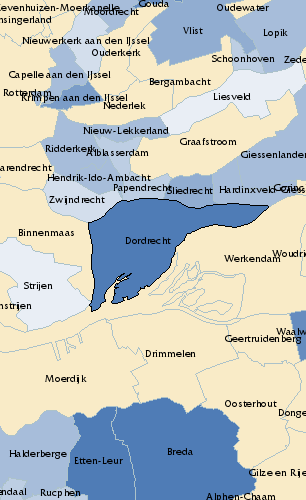 Gouda
Oudewater
evenhuizen-Moerkapelle
Moordrecht
nsingerland
Vlist
Lopik
Nieuwerkerk aan den IJssel
Ouderkerk
Schoonhoven
Zede
Capelle aan den IJssel
Bergambacht
Rotterdam
Krimpen aan den IJssel
Liesveld
Nederlek
Nieuw-Lekkerland
Graafstroom
Ridderkerk
Alblasserdam
Giessenlanden
arendrecht
Hendrik-Ido-Ambacht
Papendrecht
Sliedrecht
Hardinxveld-Giess
Zwijndrecht
Binnenmaas
Dordrecht
Woudri
Werkendam
Strijen
nstrijen
Waalw
Geertruidenberg
Drimmelen
Moerdijk
Oosterhout
Donge
Halderberge
Breda
Etten-Leur
Gilze en Rije
endaal
Rucphen
Alphen-Chaam